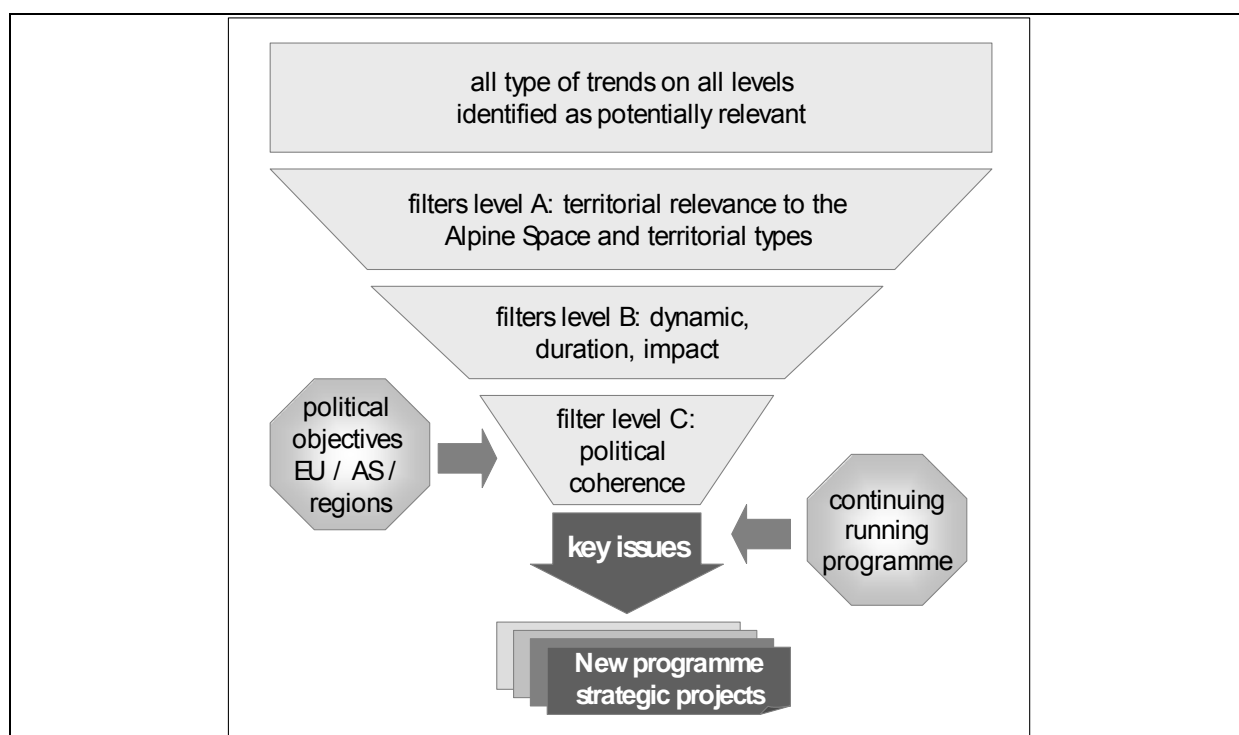 all type of trends on all levels
identified as potentially relevant
filters level A: territorial relevance to the
Alpine Space and territorial types
filters level B: dynamic,
duration, impact
filter level C:
political
coherence
political
objectives
EU / AS /
regions
continuing
running
programme
key issues
New programme
strategic projects